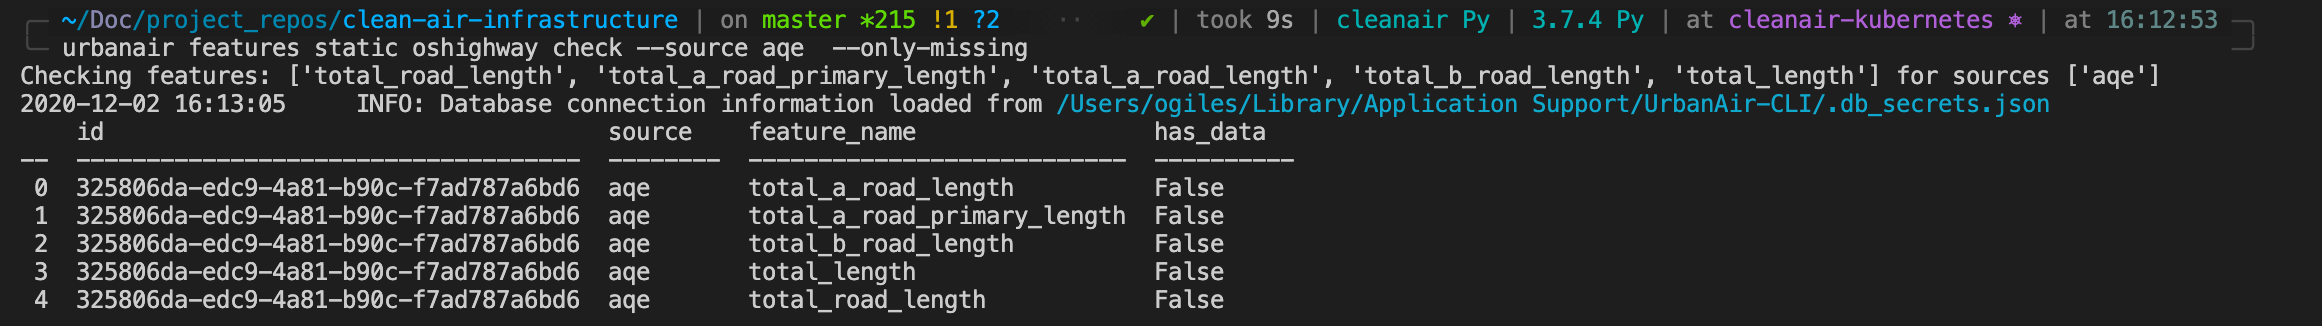 ~/Doc/project_repos/clean-air-infrastructure | on master *215 !1 ?2 ·· ✔ | took 9s | cleanair Py | 3.7.4 Py | at cleanair-kubernetes ⎈ | at 16:12:53
urbanair features static oshighway check --source aqe  --only-missing
Checking features: ['total_road_length', 'total_a_road_primary_length', 'total_a_road_length', 'total_b_road_length', 'total_length'] for sources ['aqe']
2020-12-02 16:13:05     INFO: Database connection information loaded from /Users/ogiles/Library/Application Support/UrbanAir-CLI/.db_secrets.json
    id                                    source    feature_name                 has_data
--  ------------------------------------  --------  ---------------------------  ----------
 0  325806da-edc9-4a81-b90c-f7ad787a6bd6  aqe       total_a_road_length          False
 1  325806da-edc9-4a81-b90c-f7ad787a6bd6  aqe       total_a_road_primary_length  False
 2  325806da-edc9-4a81-b90c-f7ad787a6bd6  aqe       total_b_road_length          False
 3  325806da-edc9-4a81-b90c-f7ad787a6bd6  aqe       total_length                 False
 4  325806da-edc9-4a81-b90c-f7ad787a6bd6  aqe       total_road_length            False